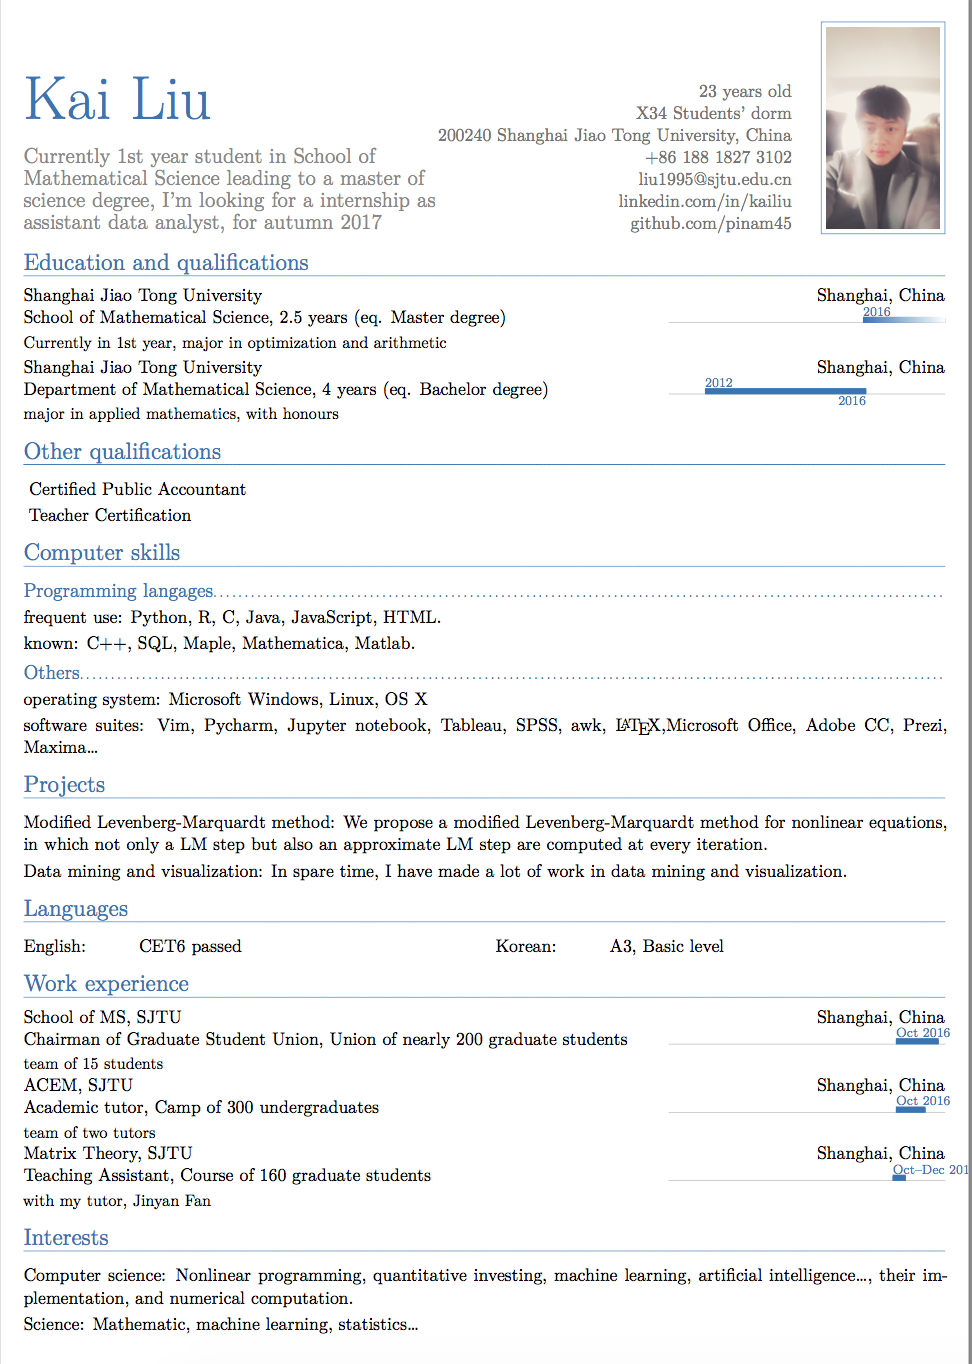 Kai Liu
Currently 1st year student in School of
Mathematical Science leading to a master of
science degree, I'm looking for a internship as
assistant data analyst, for autumn 2017
23 years old
X34 Students' dorm
200240 Shanghai Jiao Tong University, China
+86 188 1827 3102
liu1995@sjtu.edu.cn
linkedin.com/in/kailiu
github.com/pinam45
Education and qualifications
Shanghai Jiao Tong University Shanghai, China
School of Mathematical Science, 2.5 years (eq. Master degree) 2016
Currently in 1st year, major in optimization and arithmetic
Shanghai Jiao Tong University Shanghai, China
Department of Mathematical Science, 4 years (eq. Bachelor degree) 2012
2016
major in applied mathematics, with honours
Other qualifications
Certified Public Accountant
Teacher Certification
Computer skills
Programming langages
frequent use: Python, R, C, Java, JavaScript, HTML.
known: C++, SQL, Maple, Mathematica, Matlab.
Others
operating system: Microsoft Windows, Linux, OS X
software suites: Vim, Pycharm, Jupyter notebook, Tableau, SPSS, awk, LATEX,Microsoft Office, Adobe CC, Prezi,
Maxima...
Projects
Modified Levenberg-Marquardt method: We propose a modified Levenberg-Marquardt method for nonlinear equations,
in which not only a LM step but also an approximate LM step are computed at every iteration.
Data mining and visualization: In spare time, I have made a lot of work in data mining and visualization.
Languages
English: CET6 passed Korean: A3, Basic level
Work experience
School of MS, SJTU Shanghai, China
Chairman of Graduate Student Union, Union of nearly 200 graduate students Oct 2016
team of 15 students
ACEM, SJTU Shanghai, China
Academic tutor, Camp of 300 undergraduates Oct 2016
team of two tutors
Matrix Theory, SJTU Shanghai, China
Teaching Assistant, Course of 160 graduate students Oct–Dec 201
with my tutor, Jinyan Fan
Interests
Computer science: Nonlinear programming, quantitative investing, machine learning, artificial intelligence..., their im-
plementation, and numerical computation.
Science: Mathematic, machine learning, statistics...